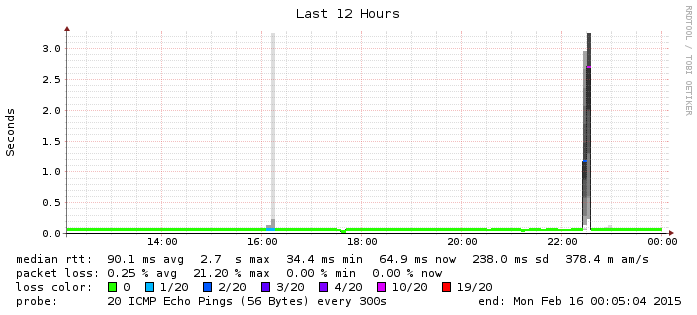 Last 12 Hours
RRDTOOL / TOBI OETIKER
Seconds
3.0
2.5
2.0
1.5
1.0
0.5
0.0
14:00 16:00 18:00 20:00 22:00 00:00
median rtt: 90.1 ms avg 2.7 s max 34.4 ms min 64.9 ms now 238.0 ms sd 378.4 m am/s
packet loss: 0.25 % avg 21.20 % max 0.00 % min 0.00 % now
loss color: 0 1/20 2/20 3/20 4/20 10/20 19/20
probe: 20 ICMP Echo Pings (56 Bytes) every 300s end: Mon Feb 16 00:05:04 2015